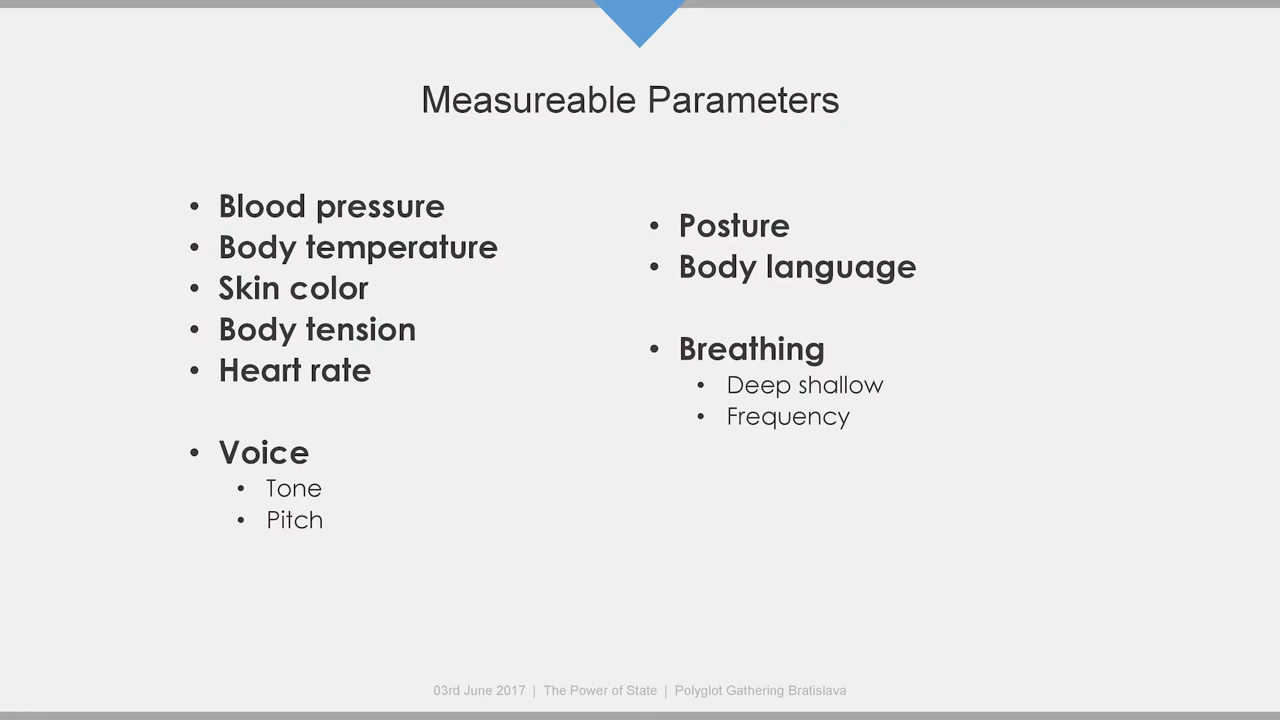 Measureable Parameters
• Blood pressure
• Body temperature
• Skin color
• Body tension
• Heart rate
• Voice
• Tone
• Pitch
• Posture
• Body language
• Breathing
• Deep shallow
• Frequency
03rd June 2017 | The Power of State | Polyglot Gathering Bratislava